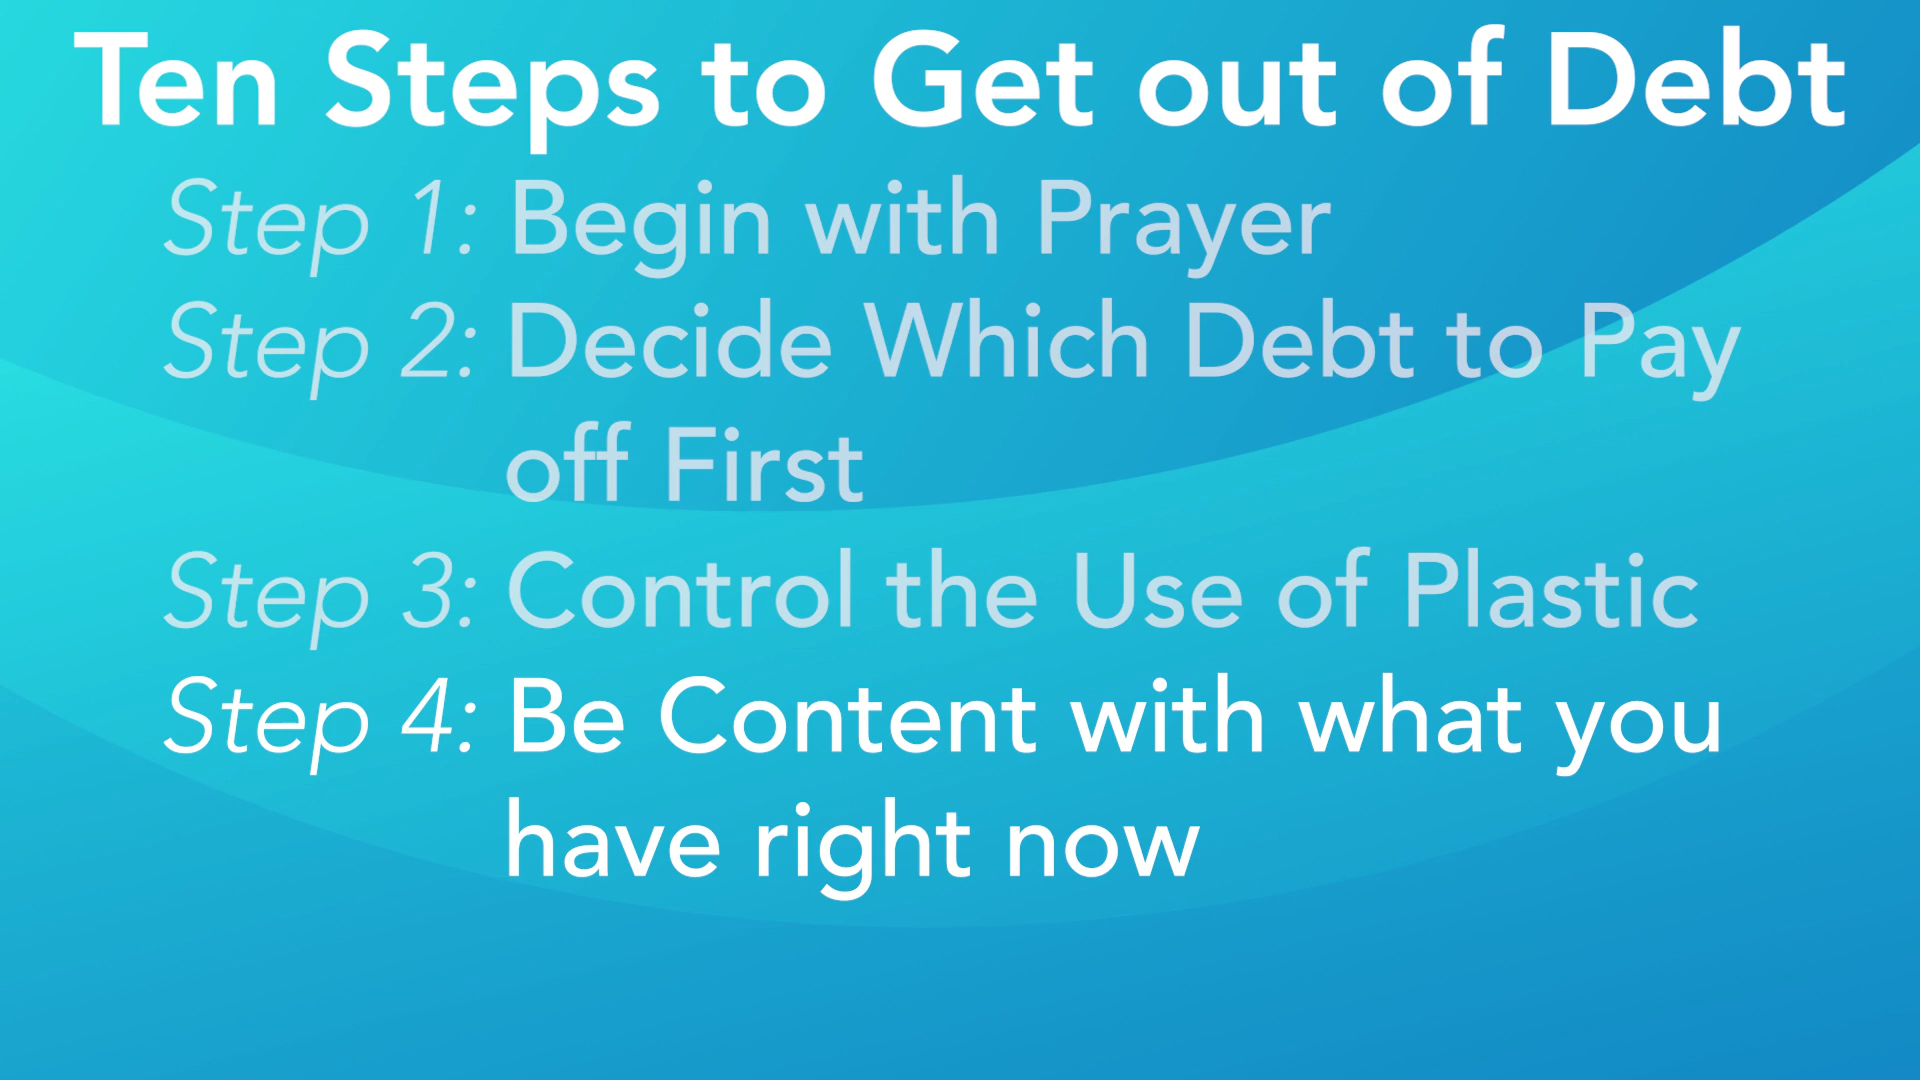 Ten Steps to Get out of Debt
Step 1: Begin with Prayer
Step 2: Decide Which Debt to Pay
off First
Step 3: Control the Use of Plastic
Step 4: Be Content with what you
have right now